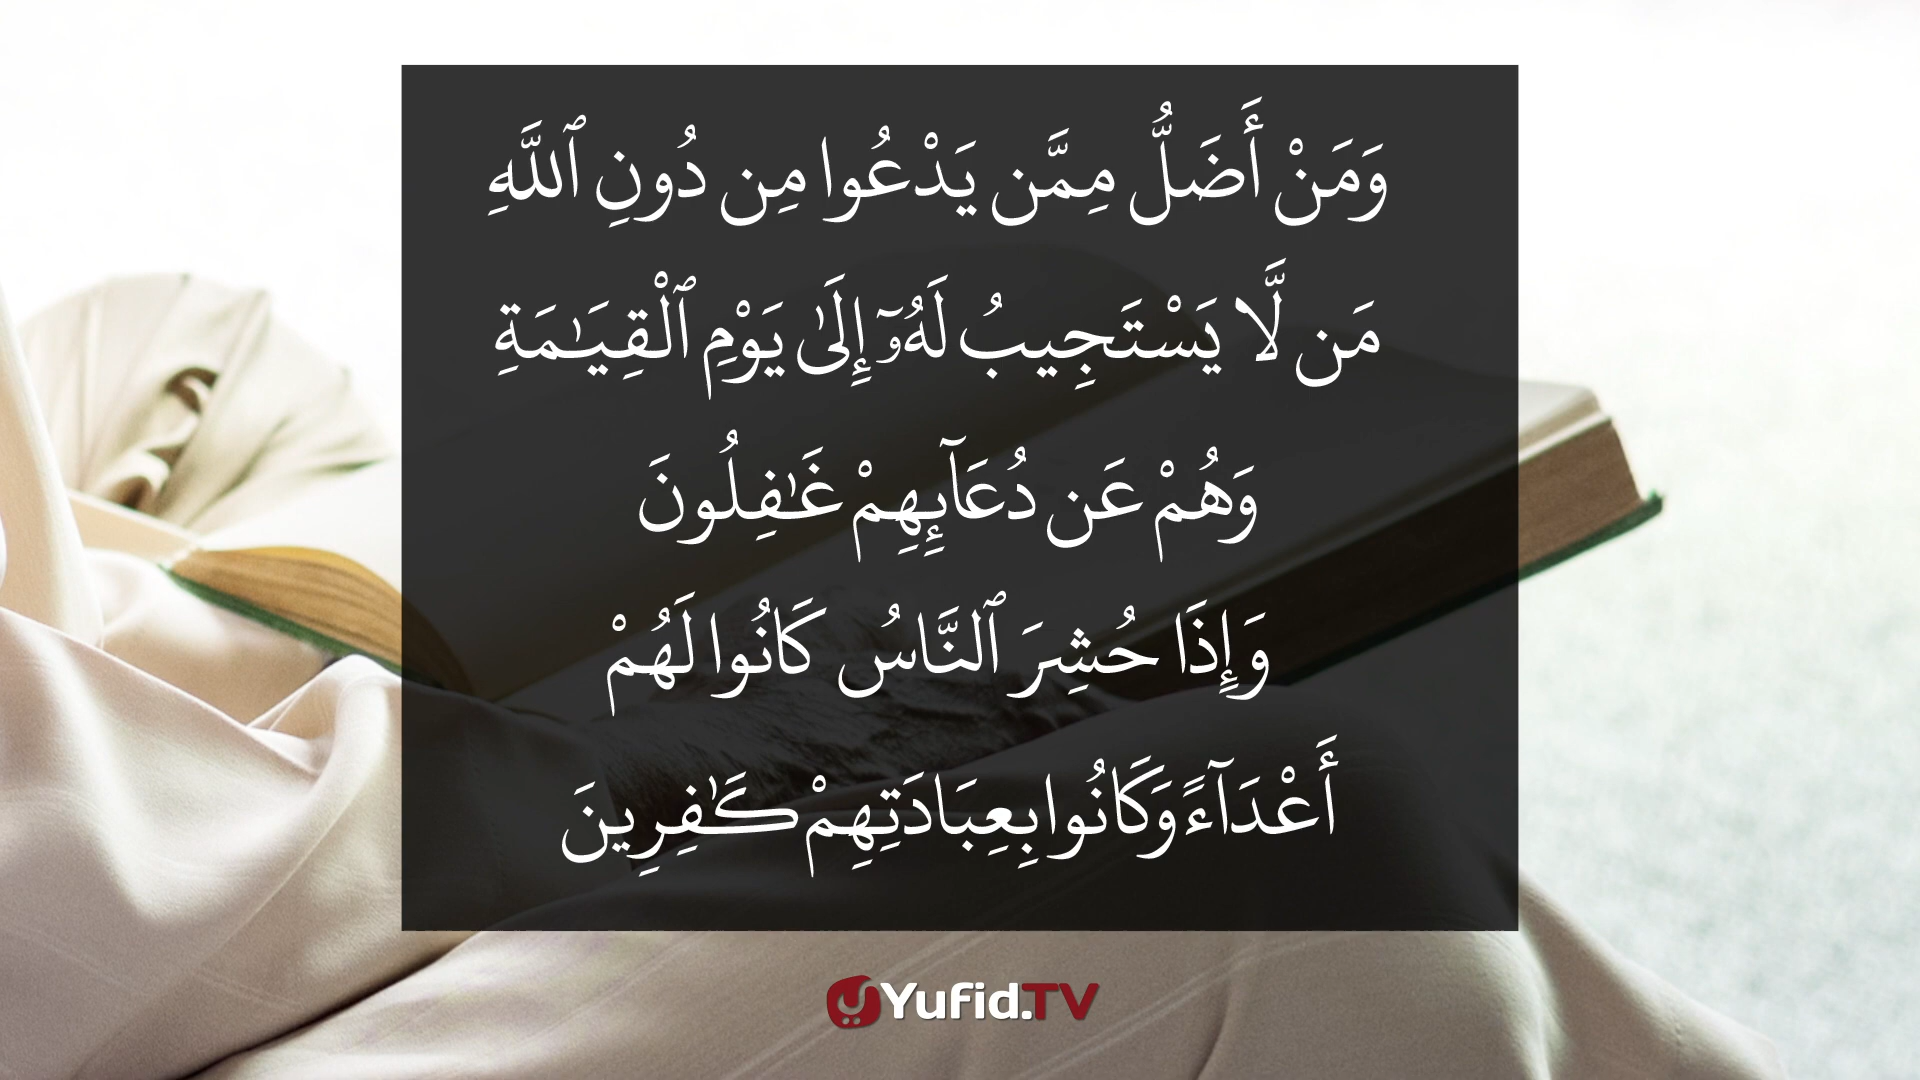 وَمَنْ أَضَلُّ مِمَّن يَدْعُوا مِن دُونِ ٱللَّهِ
مَن لَّا يَسْتَجِيبُ لَهُۥٓ إِلَىٰ يَوْمِ ٱلْقِيَـٰمَةِ
وَهُمْ عَن دُعَآئِهِمْ غَـٰفِلُونَ
وَإِذَا حُشِرَ ٱلنَّاسُ كَانُوا لَهُمْ
أَعْدَآءً وَكَانُوا بِعِبَادَتِهِمْ كَـٰفِرِينَ
Yufid.TV